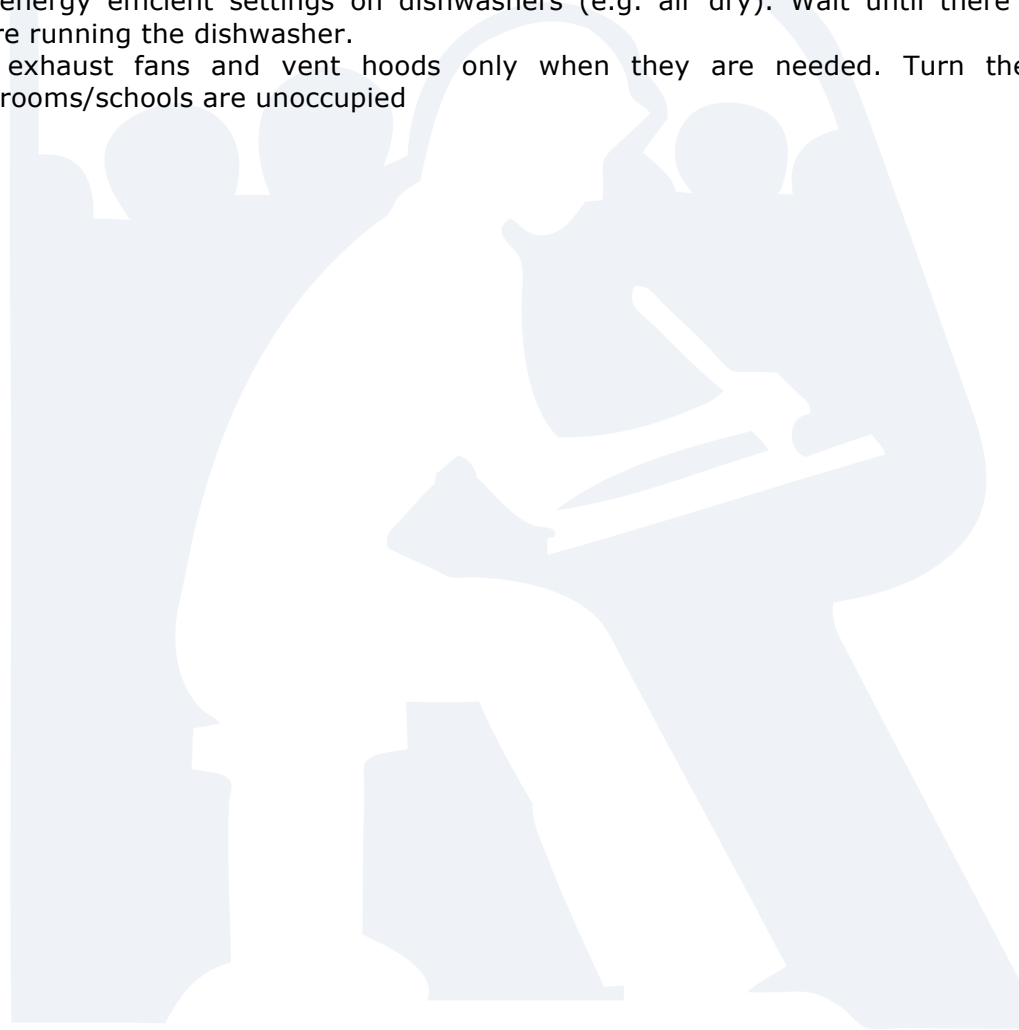 energy efficient settings on dishwashers (e.g. air dry). Wait until there
re running the dishwasher.
exhaust fans and vent hoods only when they are needed. Turn the
rooms/schools are unoccupied